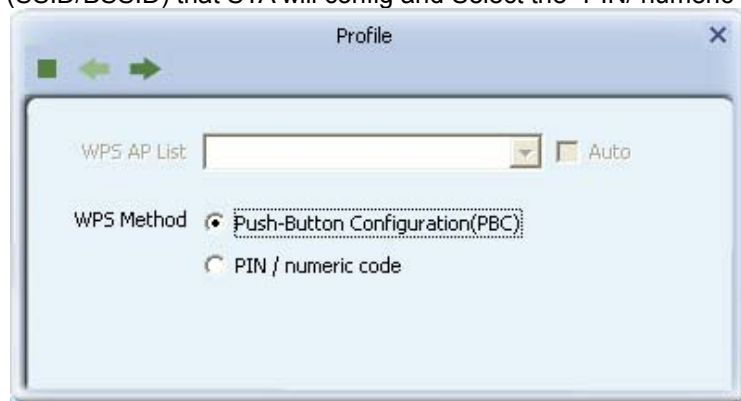 (SSID/BSSID) that STA will config and Select the "PIN/ numeric
Profile
WPS AP List Auto
WPS Method Push-Button Configuration(PBC)
PIN / numeric code